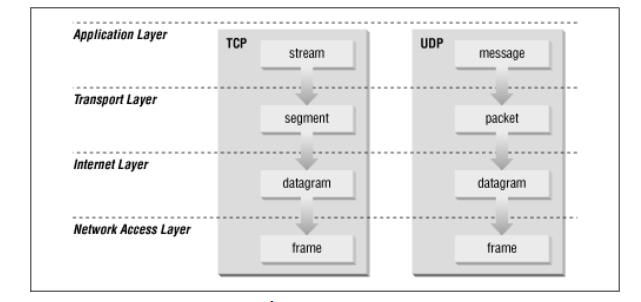 Application Layer
TCP
UDP
stream
message
Transport Layer
segment
packet
Internet Layer
datagram
datagram
Network Access Layer
frame
frame